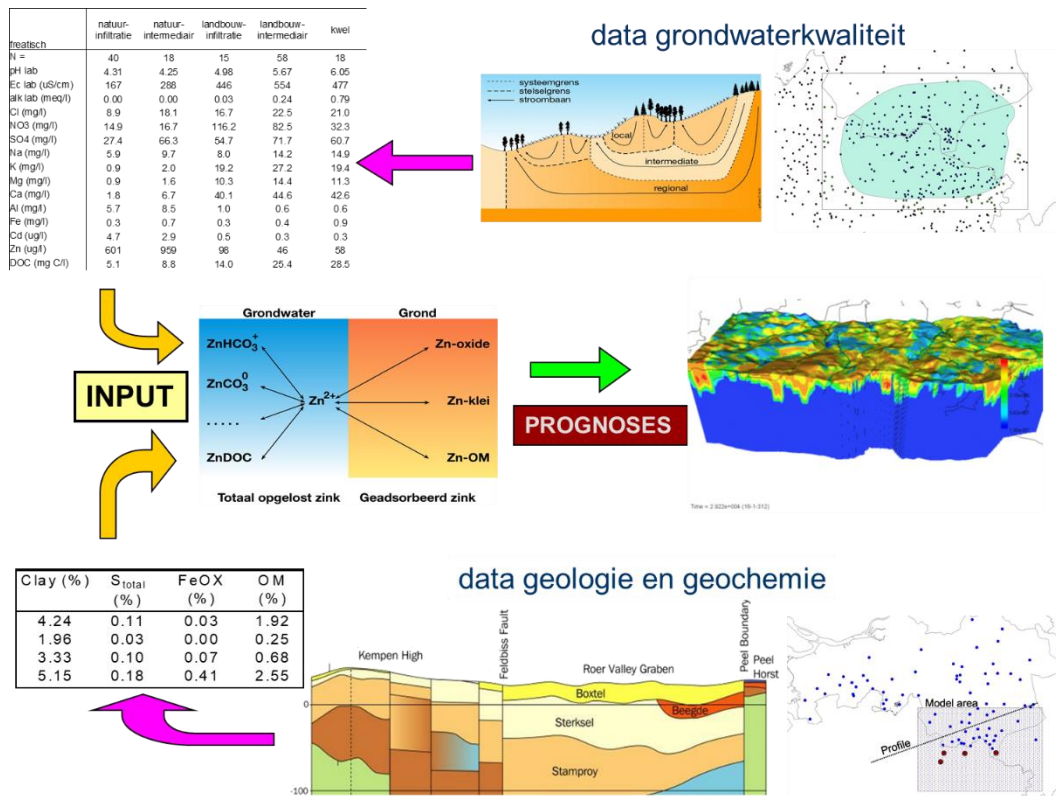 natuur- natuur- landbouw- landbouw- kwel
freatisch infiltratie intermediair infiltratie intermediair
N = 40 18 15 58 18
pH lab 4.31 4.25 4.98 5.67 6.05
Ec lab (uS/cm) 167 288 446 554 477
alk lab (meq/l) 0.00 0.00 0.03 0.24 0.79
Cl (mg/l) 8.9 18.1 16.7 22.5 21.0
NO3 (mg/l) 14.9 16.7 116.2 82.5 32.3
SO4 (mg/l) 27.4 66.3 54.7 71.7 60.7
Na (mg/l) 5.9 9.7 8.0 14.2 14.9
K (mg/l) 0.9 2.0 19.2 27.2 19.4
Mg (mg/l) 0.9 1.6 10.3 14.4 11.3
Ca (mg/l) 1.8 6.7 40.1 44.6 42.6
Al (mg/l) 5.7 8.5 1.0 0.6 0.6
Fe (mg/l) 0.3 0.7 0.3 0.4 0.9
Cd (ug/l) 4.7 2.9 0.5 0.3 0.3
Zn (ug/l) 601 959 98 46 58
DOC (mg C/l) 5.1 8.8 14.0 25.4 28.5
data grondwaterkwaliteit
systeemgrens
stelselgrens
stroombaan
local
intermediate
regional
INPUT
Grondwater Grond
ZnHCO₃⁺ Zn-oxide
ZnCO₃⁰
Zn²⁺ Zn-klei
.....
ZnDOC Zn-OM
Totaal opgelost zink Geadsorbeerd zink
PROGNOSES
Time = 2.922e+004 (16-1-312)
data geologie en geochemie
Clay (%) S total (%) FeOX (%) OM (%)
4.24 0.11 0.03 1.92
1.96 0.03 0.00 0.25
3.33 0.10 0.07 0.68
5.15 0.18 0.41 2.55
Kempen High
Feldbiss Fault
Roer Valley Graben
Peel Boundary
Peel
Horst
Boxtel
0
Beegde
Sterksel
Stamproy
-100
Model area
Profile